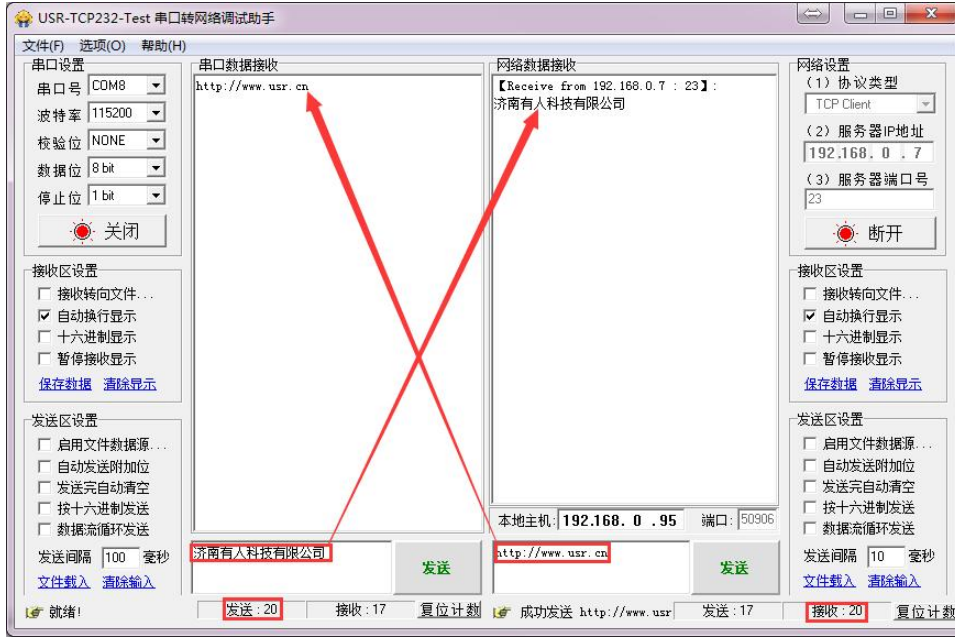 USR-TCP232-Test 串口转网络调试助手
文件(F) 选项(O) 帮助(H)
串口设置
串口号 COM8
波特率 115200
校验位 NONE
数据位 8 bit
停止位 1 bit
关闭
接收区设置
接收转向文件...
自动换行显示
十六进制显示
暂停接收显示
保存数据 清除显示
发送区设置
启用文件数据源...
自动发送附加位
发送完自动清空
按十六进制发送
数据流循环发送
发送间隔 100 毫秒
文件载入 清除输入
就绪!
串口数据接收
http://www.usr.cn
济南有人科技有限公司
发送
发送:20 接收:17 复位计数
网络数据接收
【Receive from 192.168.0.7 : 23】:
济南有人科技有限公司
本地主机: 192.168. 0 .95 端口: 50906
http://www.usr.cn
发送
成功发送 http://www.usr 发送:17 接收:20 复位计数
网络设置
(1) 协议类型
TCP Client
(2) 服务器IP地址
192.168. 0 . 7
(3) 服务器端口号
23
断开
接收区设置
接收转向文件...
自动换行显示
十六进制显示
暂停接收显示
保存数据 清除显示
发送区设置
启用文件数据源...
自动发送附加位
发送完自动清空
按十六进制发送
数据流循环发送
发送间隔 10 毫秒
文件载入 清除输入